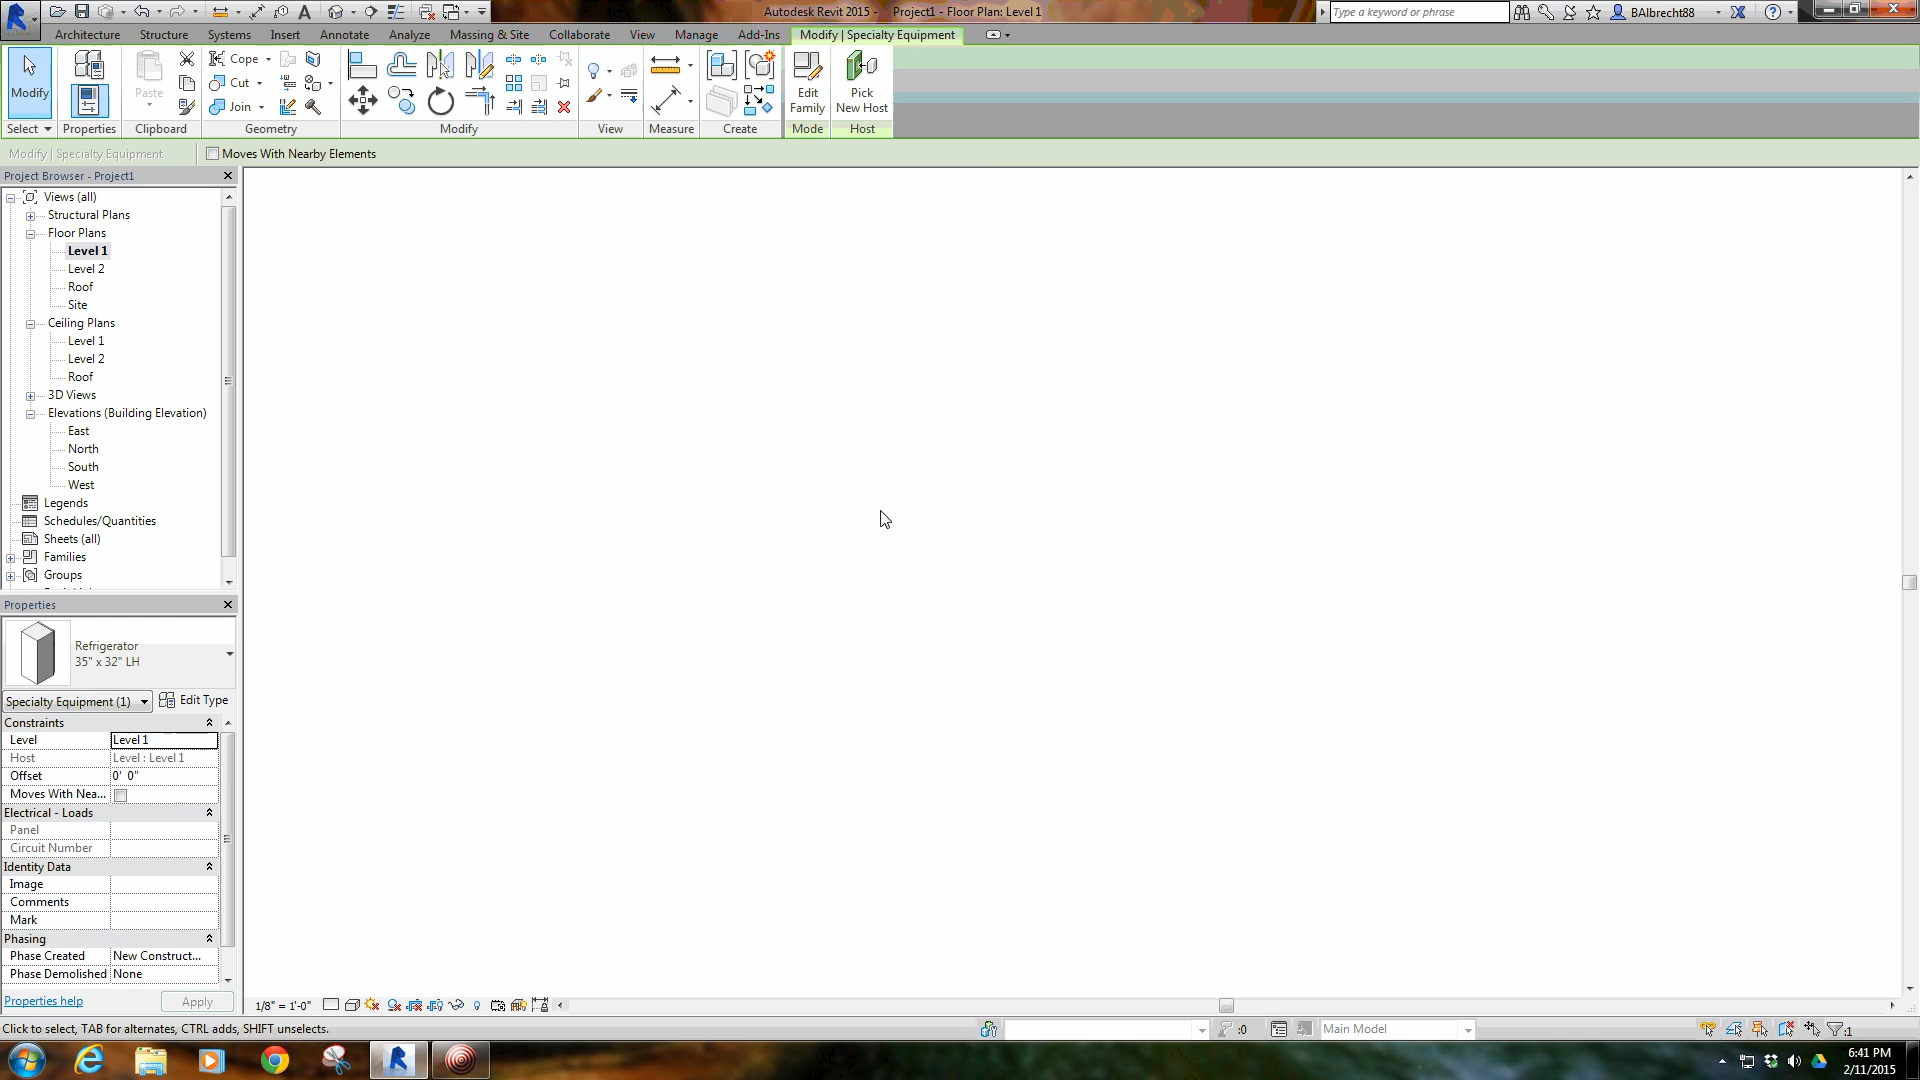 Autodesk Revit 2015 - Project1 - Floor Plan: Level 1
Type a keyword or phrase
BAlbrecht88
Architecture Structure Systems Insert Annotate Analyze Massing & Site Collaborate View Manage Add-Ins Modify | Specialty Equipment
Modify
Paste
Cope
Cut
Join
Edit Family
Pick New Host
Select Properties Clipboard Geometry Modify View Measure Create Mode Host
Modify | Specialty Equipment
Moves With Nearby Elements
Project Browser - Project1
Views (all)
Structural Plans
Floor Plans
Level 1
Level 2
Roof
Site
Ceiling Plans
Level 1
Level 2
Roof
3D Views
Elevations (Building Elevation)
East
North
South
West
Legends
Schedules/Quantities
Sheets (all)
Families
Groups
Properties
Refrigerator
35" x 32" LH
Specialty Equipment (1)
Edit Type
Constraints
Level Level 1
Host Level : Level 1
Offset 0' 0"
Moves With Nea...
Electrical - Loads
Panel
Circuit Number
Identity Data
Image
Comments
Mark
Phasing
Phase Created New Construct...
Phase Demolished None
Properties help
Apply
1/8" = 1'-0"
Click to select, TAB for alternates, CTRL adds, SHIFT unselects.
:0
Main Model
:1
6:41 PM
2/11/2015